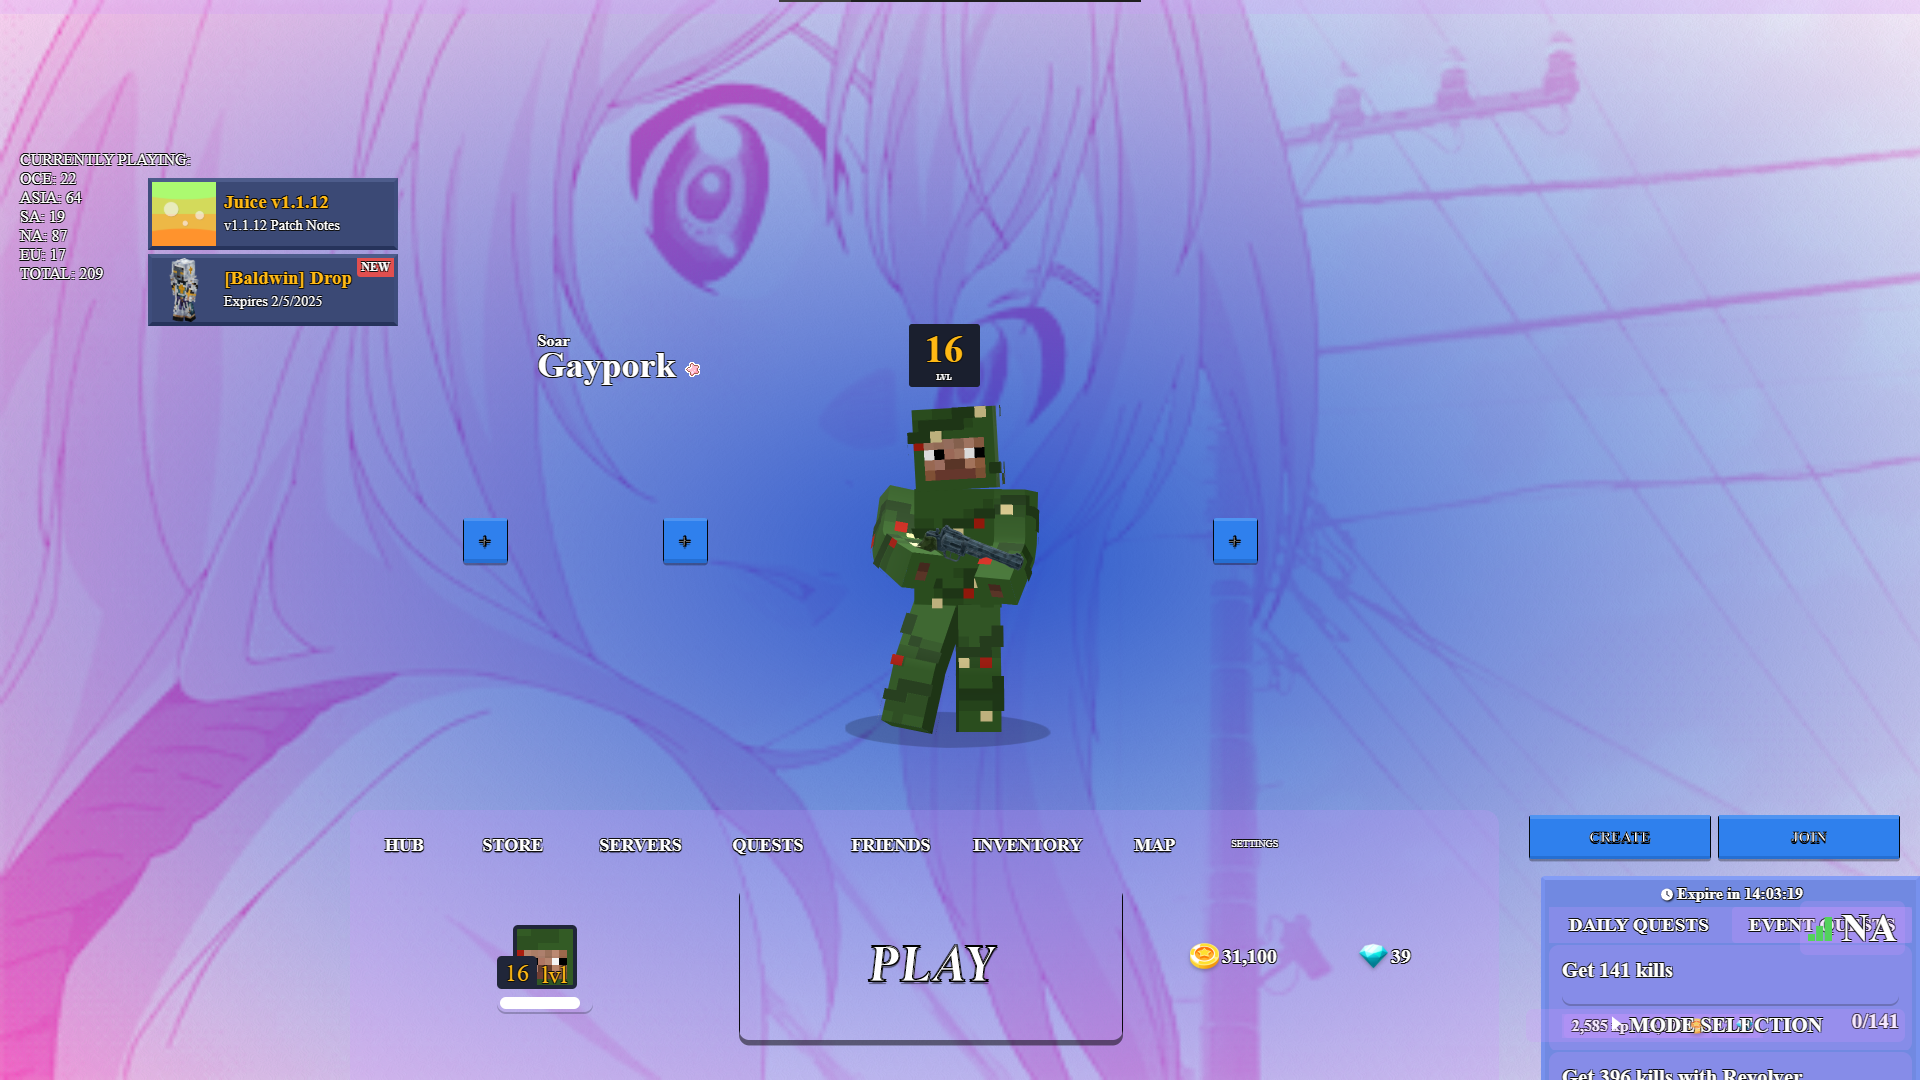 CURRENTLY PLAYING:
OCE: 22
ASIA: 64
SA: 19
NA: 87
EU: 17
TOTAL: 209
Juice v1.1.12
v1.1.12 Patch Notes
[Baldwin] Drop
NEW
Expires 2/5/2025
Soar
Gaypork
16
LVL
+
+
+
HUB
STORE
SERVERS
QUESTS
FRIENDS
INVENTORY
MAP
SETTINGS
CREATE
JOIN
16 lvl
PLAY
31,100
39
Expire in 14:03:19
DAILY QUESTS
EVENT QUESTS
NA
Get 141 kills
2,585
MODE SELECTION
0/141
Get 396 kills with Revolver